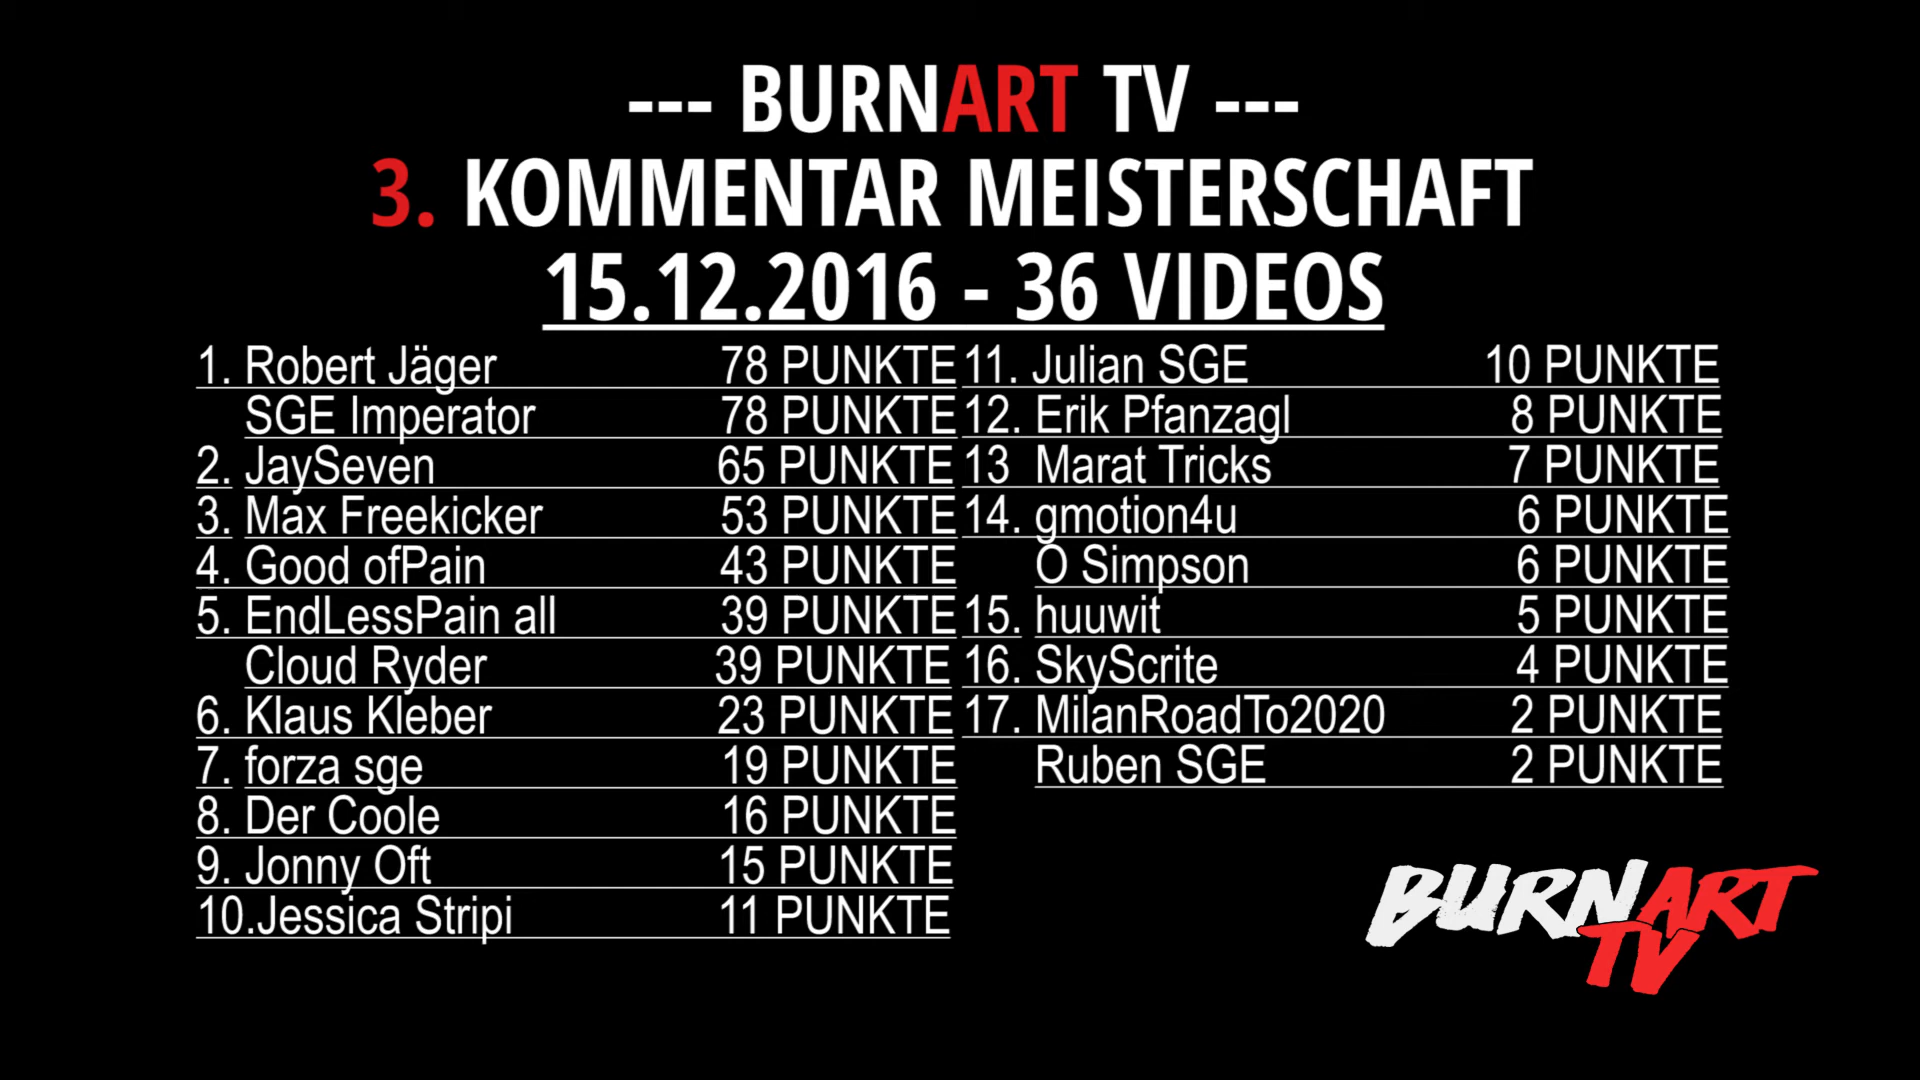 --- BURNART TV ---
3. KOMMENTAR MEISTERSCHAFT
15.12.2016 - 36 VIDEOS
1. Robert Jäger 78 PUNKTE
SGE Imperator 78 PUNKTE
2. JaySeven 65 PUNKTE
3. Max Freekicker 53 PUNKTE
4. Good ofPain 43 PUNKTE
5. EndLessPain all 39 PUNKTE
Cloud Ryder 39 PUNKTE
6. Klaus Kleber 23 PUNKTE
7. forza sge 19 PUNKTE
8. Der Coole 16 PUNKTE
9. Jonny Oft 15 PUNKTE
10.Jessica Stripi 11 PUNKTE
11. Julian SGE 10 PUNKTE
12. Erik Pfanzagl 8 PUNKTE
13 Marat Tricks 7 PUNKTE
14. gmotion4u 6 PUNKTE
O Simpson 6 PUNKTE
15. huuwit 5 PUNKTE
16. SkyScrite 4 PUNKTE
17. MilanRoadTo2020 2 PUNKTE
Ruben SGE 2 PUNKTE
BURNART
TV